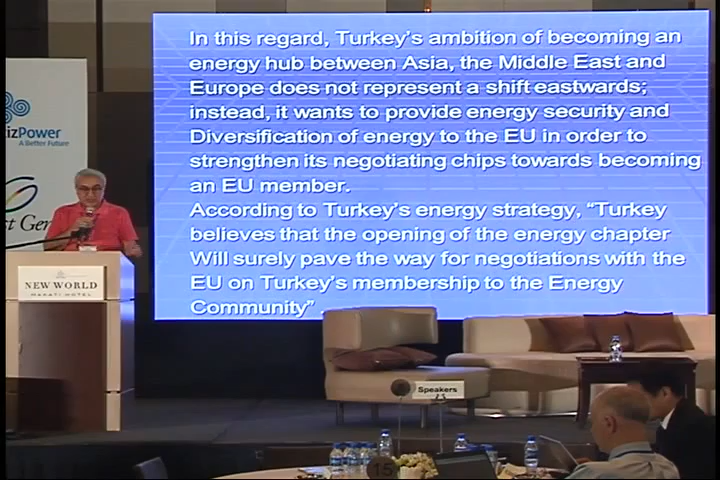 In this regard, Turkey's ambition of becoming an
energy hub between Asia, the Middle East and
Europe does not represent a shift eastwards;
instead, it wants to provide energy security and
Diversification of energy to the EU in order to
strengthen its negotiating chips towards becoming
an EU member.
According to Turkey's energy strategy, "Turkey
believes that the opening of the energy chapter
Will surely pave the way for negotiations with the
EU on Turkey's membership to the Energy
Community" .
izPower
A Better Future
st Gen
NEW WORLD
MAKATI HOTEL
Speakers
15